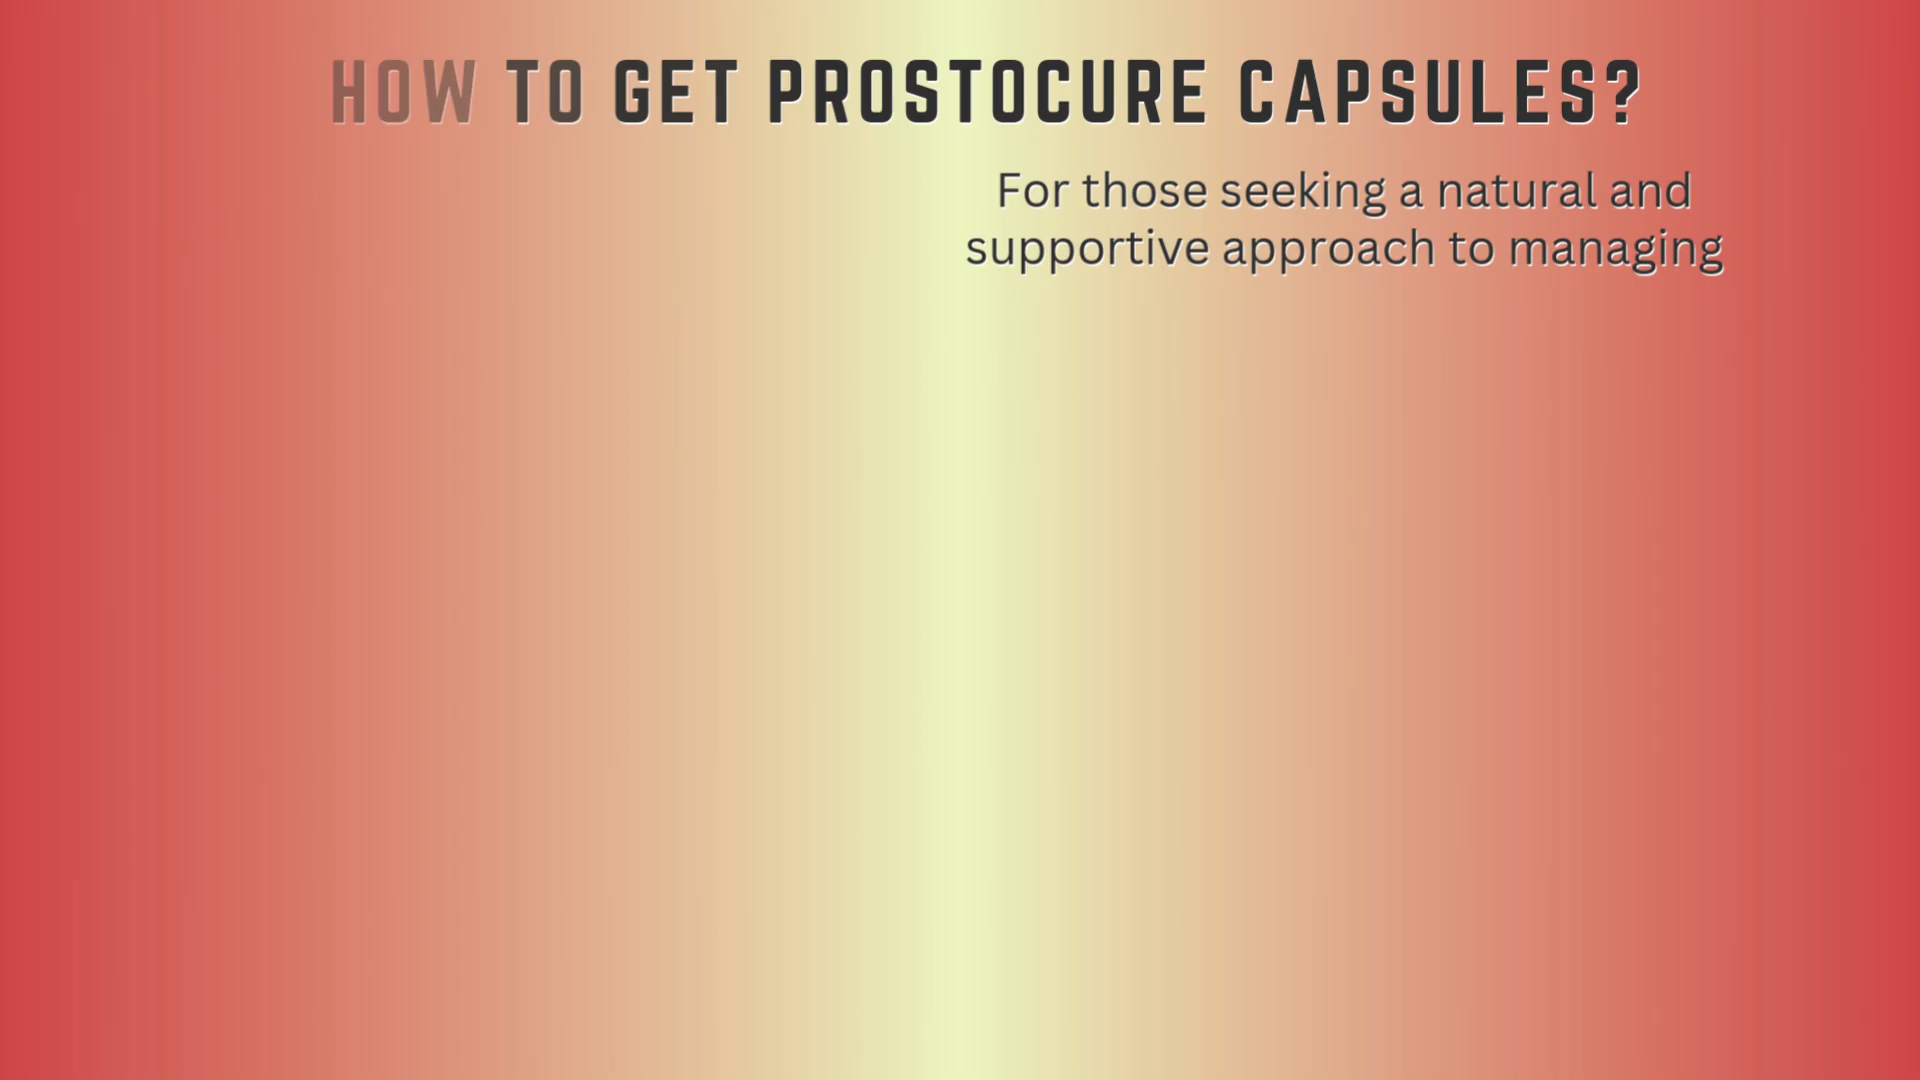 HOW TO GET PROSTOCURE CAPSULES?
For those seeking a natural and
supportive approach to managing